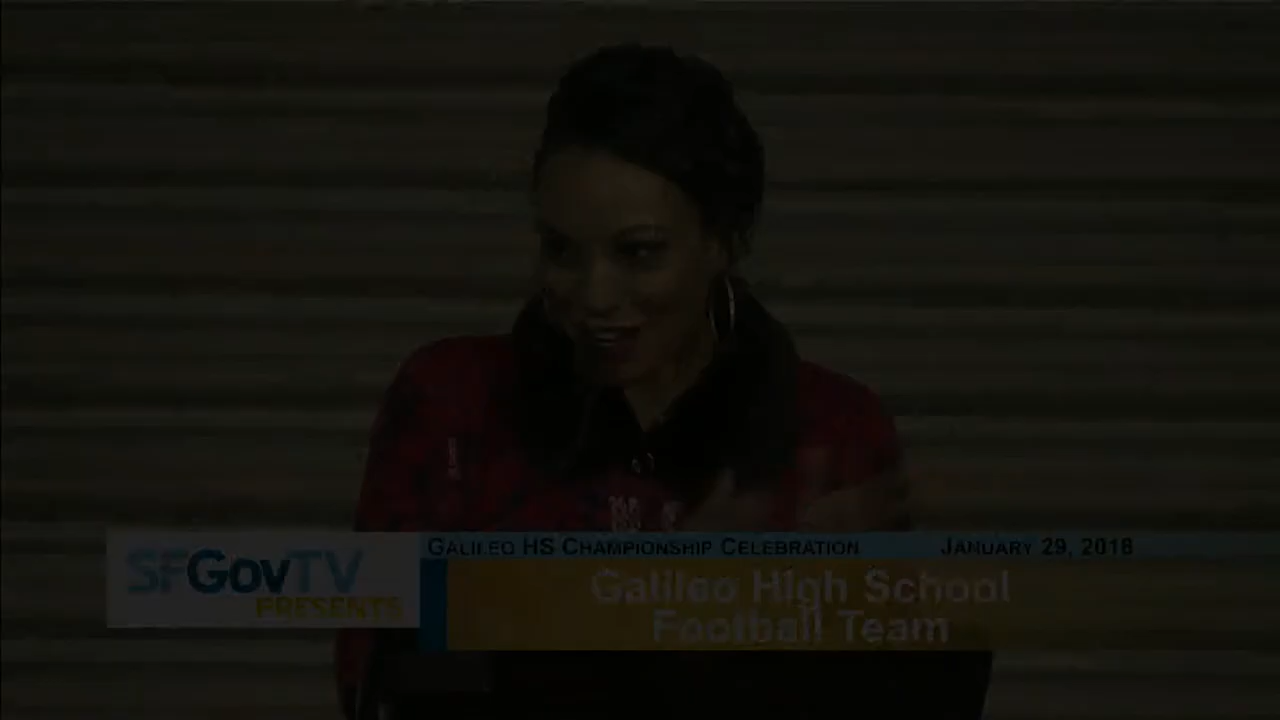 SFGovTV
PRESENTS
GALILEO HS CHAMPIONSHIP CELEBRATION JANUARY 29, 2018
Galileo High School
Football Team